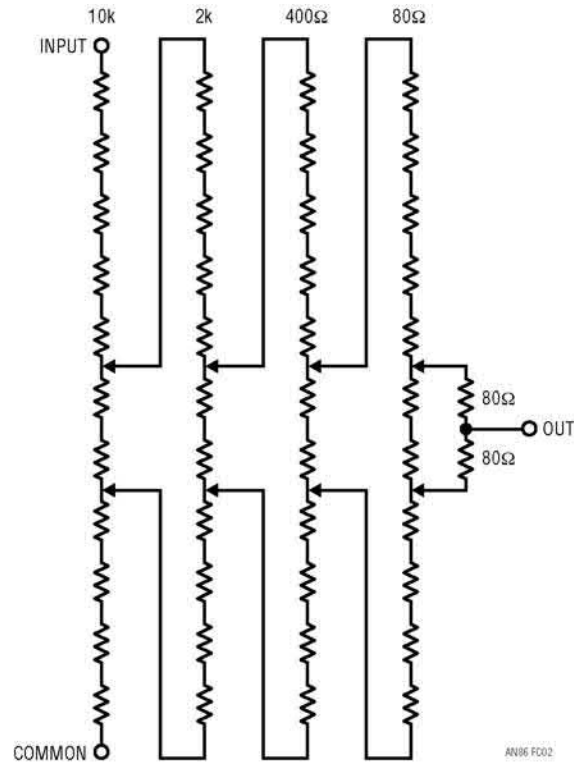 10k 2k 400Ω 80Ω
INPUT
80Ω
OUT
80Ω
COMMON
AN86 FC02